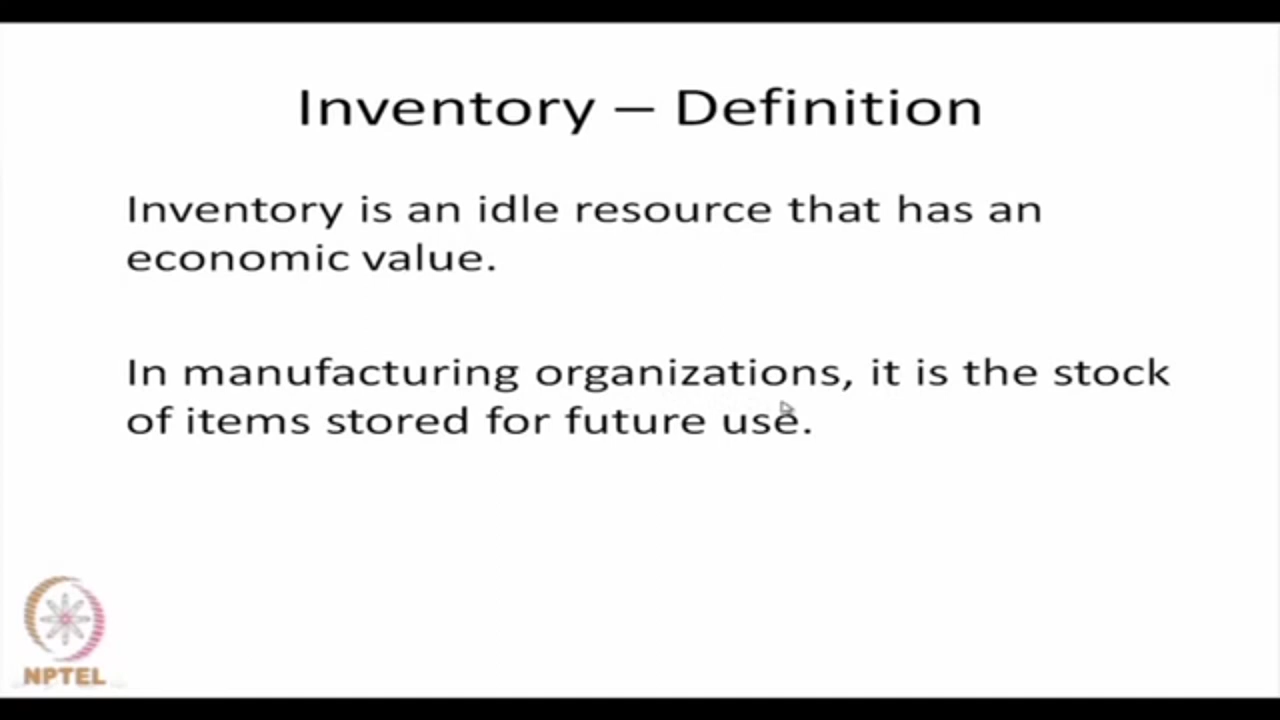 Inventory – Definition
Inventory is an idle resource that has an
economic value.
In manufacturing organizations, it is the stock
of items stored for future use.
NPTEL